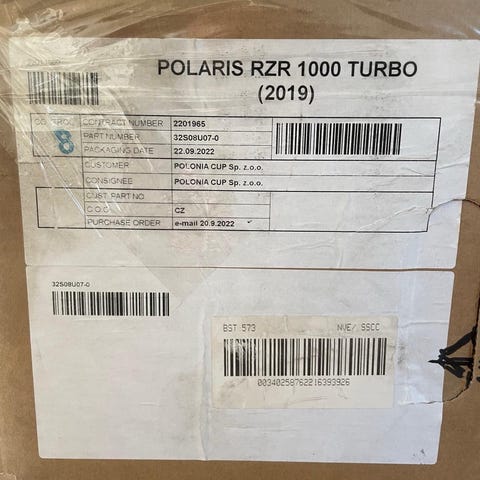 POLARIS RZR 1000 TURBO
(2019)
CONTROL CONTRACT NUMBER 2201965
8
PART NUMBER 32S08U07-0
PACKAGING DATE 22.09.2022
CUSTOMER POLONIA CUP Sp. z.o.o.
CONSIGNEE POLONIA CUP Sp. z.o.o.
CUST. PART NO
C.O.O. CZ
PURCHASE ORDER e-mail 20.9.2022
32S08U07-0
BST 573 NVE/ SSCC
00340258762216393926